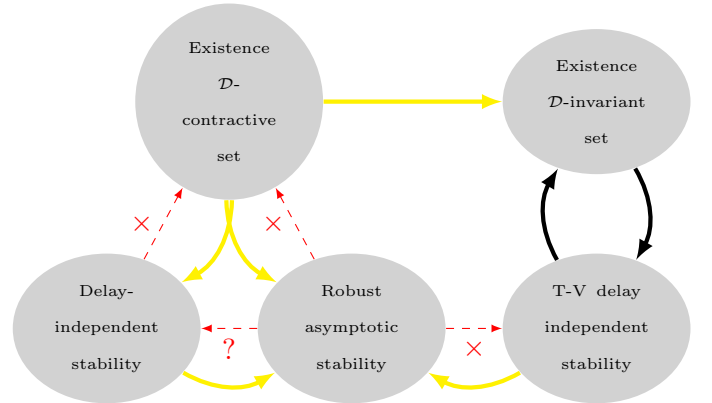 Existence
𝒟-
contractive
set
Existence
𝒟-invariant
set
×
×
Delay-
independent
stability
?
Robust
asymptotic
stability
×
T-V delay
independent
stability